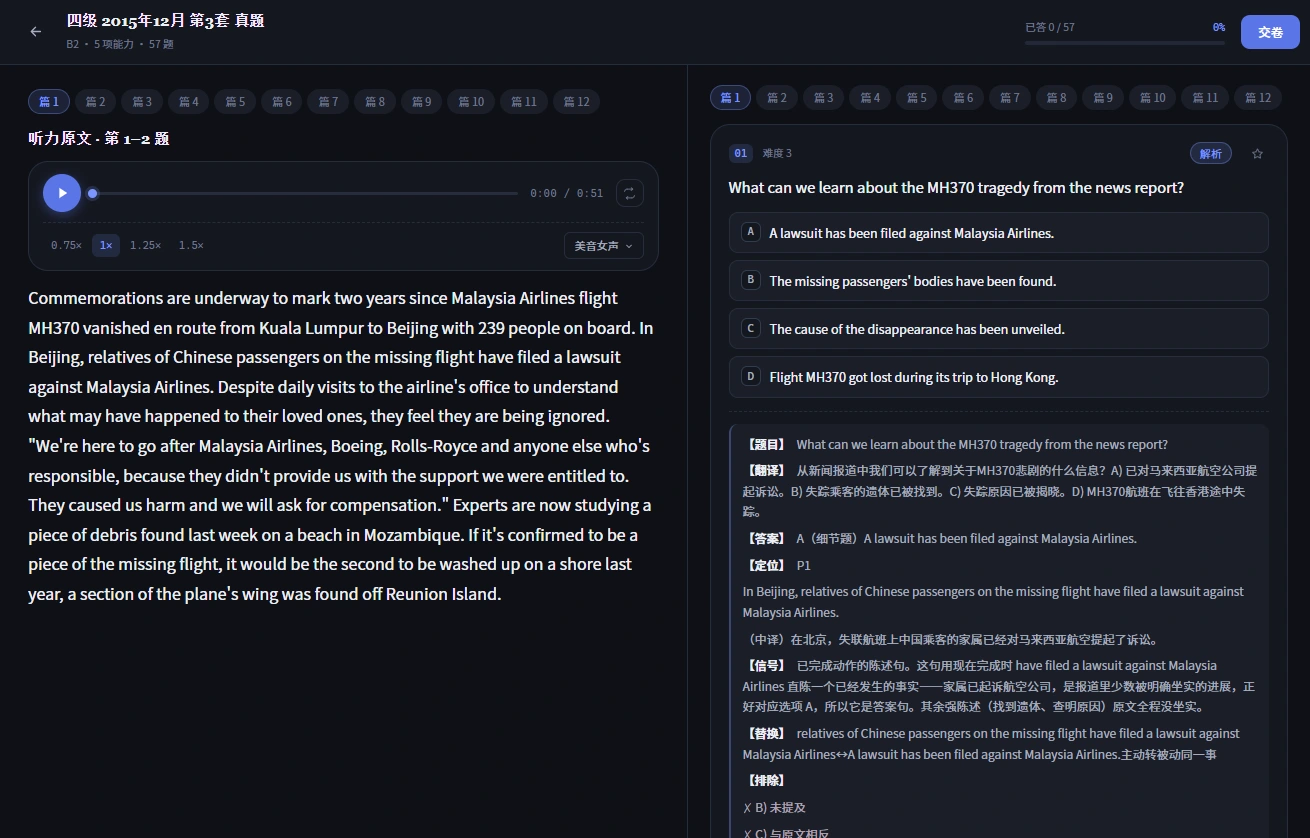 四级 2015年12月 第3套 真题
B2 · 5 项能力 · 57 题
已答 0 / 57
0%
交卷
篇 1
篇 2
篇 3
篇 4
篇 5
篇 6
篇 7
篇 8
篇 9
篇 10
篇 11
篇 12
听力原文 · 第 1–2 题
0:00 / 0:51
0.75×
1×
1.25×
1.5×
美音女声
Commemorations are underway to mark two years since Malaysia Airlines flight
MH370 vanished en route from Kuala Lumpur to Beijing with 239 people on board. In
Beijing, relatives of Chinese passengers on the missing flight have filed a lawsuit
against Malaysia Airlines. Despite daily visits to the airline's office to understand
what may have happened to their loved ones, they feel they are being ignored.
"We're here to go after Malaysia Airlines, Boeing, Rolls-Royce and anyone else who's
responsible, because they didn't provide us with the support we were entitled to.
They caused us harm and we will ask for compensation." Experts are now studying a
piece of debris found last week on a beach in Mozambique. If it's confirmed to be a
piece of the missing flight, it would be the second to be washed up on a shore last
year, a section of the plane's wing was found off Reunion Island.
篇 1
篇 2
篇 3
篇 4
篇 5
篇 6
篇 7
篇 8
篇 9
篇 10
篇 11
篇 12
01
难度 3
解析
What can we learn about the MH370 tragedy from the news report?
A A lawsuit has been filed against Malaysia Airlines.
B The missing passengers' bodies have been found.
C The cause of the disappearance has been unveiled.
D Flight MH370 got lost during its trip to Hong Kong.
【题目】 What can we learn about the MH370 tragedy from the news report?
【翻译】 从新闻报道中我们可以了解到关于MH370悲剧的什么信息？A) 已对马来西亚航空公司提
起诉讼。B) 失踪乘客的遗体已被找到。C) 失踪原因已被揭晓。D) MH370航班在飞往香港途中失
踪。
【答案】 A（细节题）A lawsuit has been filed against Malaysia Airlines.
【定位】 P1
In Beijing, relatives of Chinese passengers on the missing flight have filed a lawsuit against
Malaysia Airlines.
（中译）在北京，失联航班上中国乘客的家属已经对马来西亚航空提起了诉讼。
【信号】 已完成动作的陈述句。这句用现在完成时 have filed a lawsuit against Malaysia
Airlines 直陈一个已经发生的事实——家属已起诉航空公司，是报道里少数被明确坐实的进展，正
好对应选项 A，所以它是答案句。其余强陈述（找到遗体、查明原因）原文全程没坐实。
【替换】 relatives of Chinese passengers on the missing flight have filed a lawsuit against
Malaysia Airlines↔A lawsuit has been filed against Malaysia Airlines.主动转被动同一事
【排除】
✗ B) 未提及
✗ C) 与原文相反